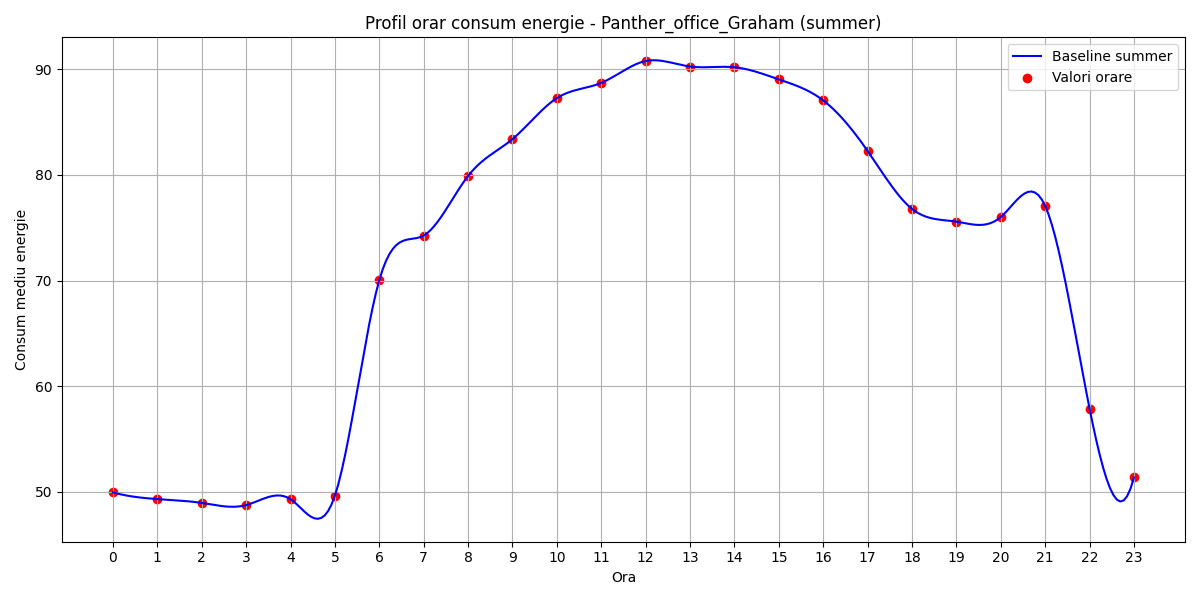 Profil orar consum energie - Panther_office_Graham (summer)
Baseline summer
Valori orare
Consum mediu energie
90
80
70
60
50
0 1 2 3 4 5 6 7 8 9 10 11 12 13 14 15 16 17 18 19 20 21 22 23
Ora